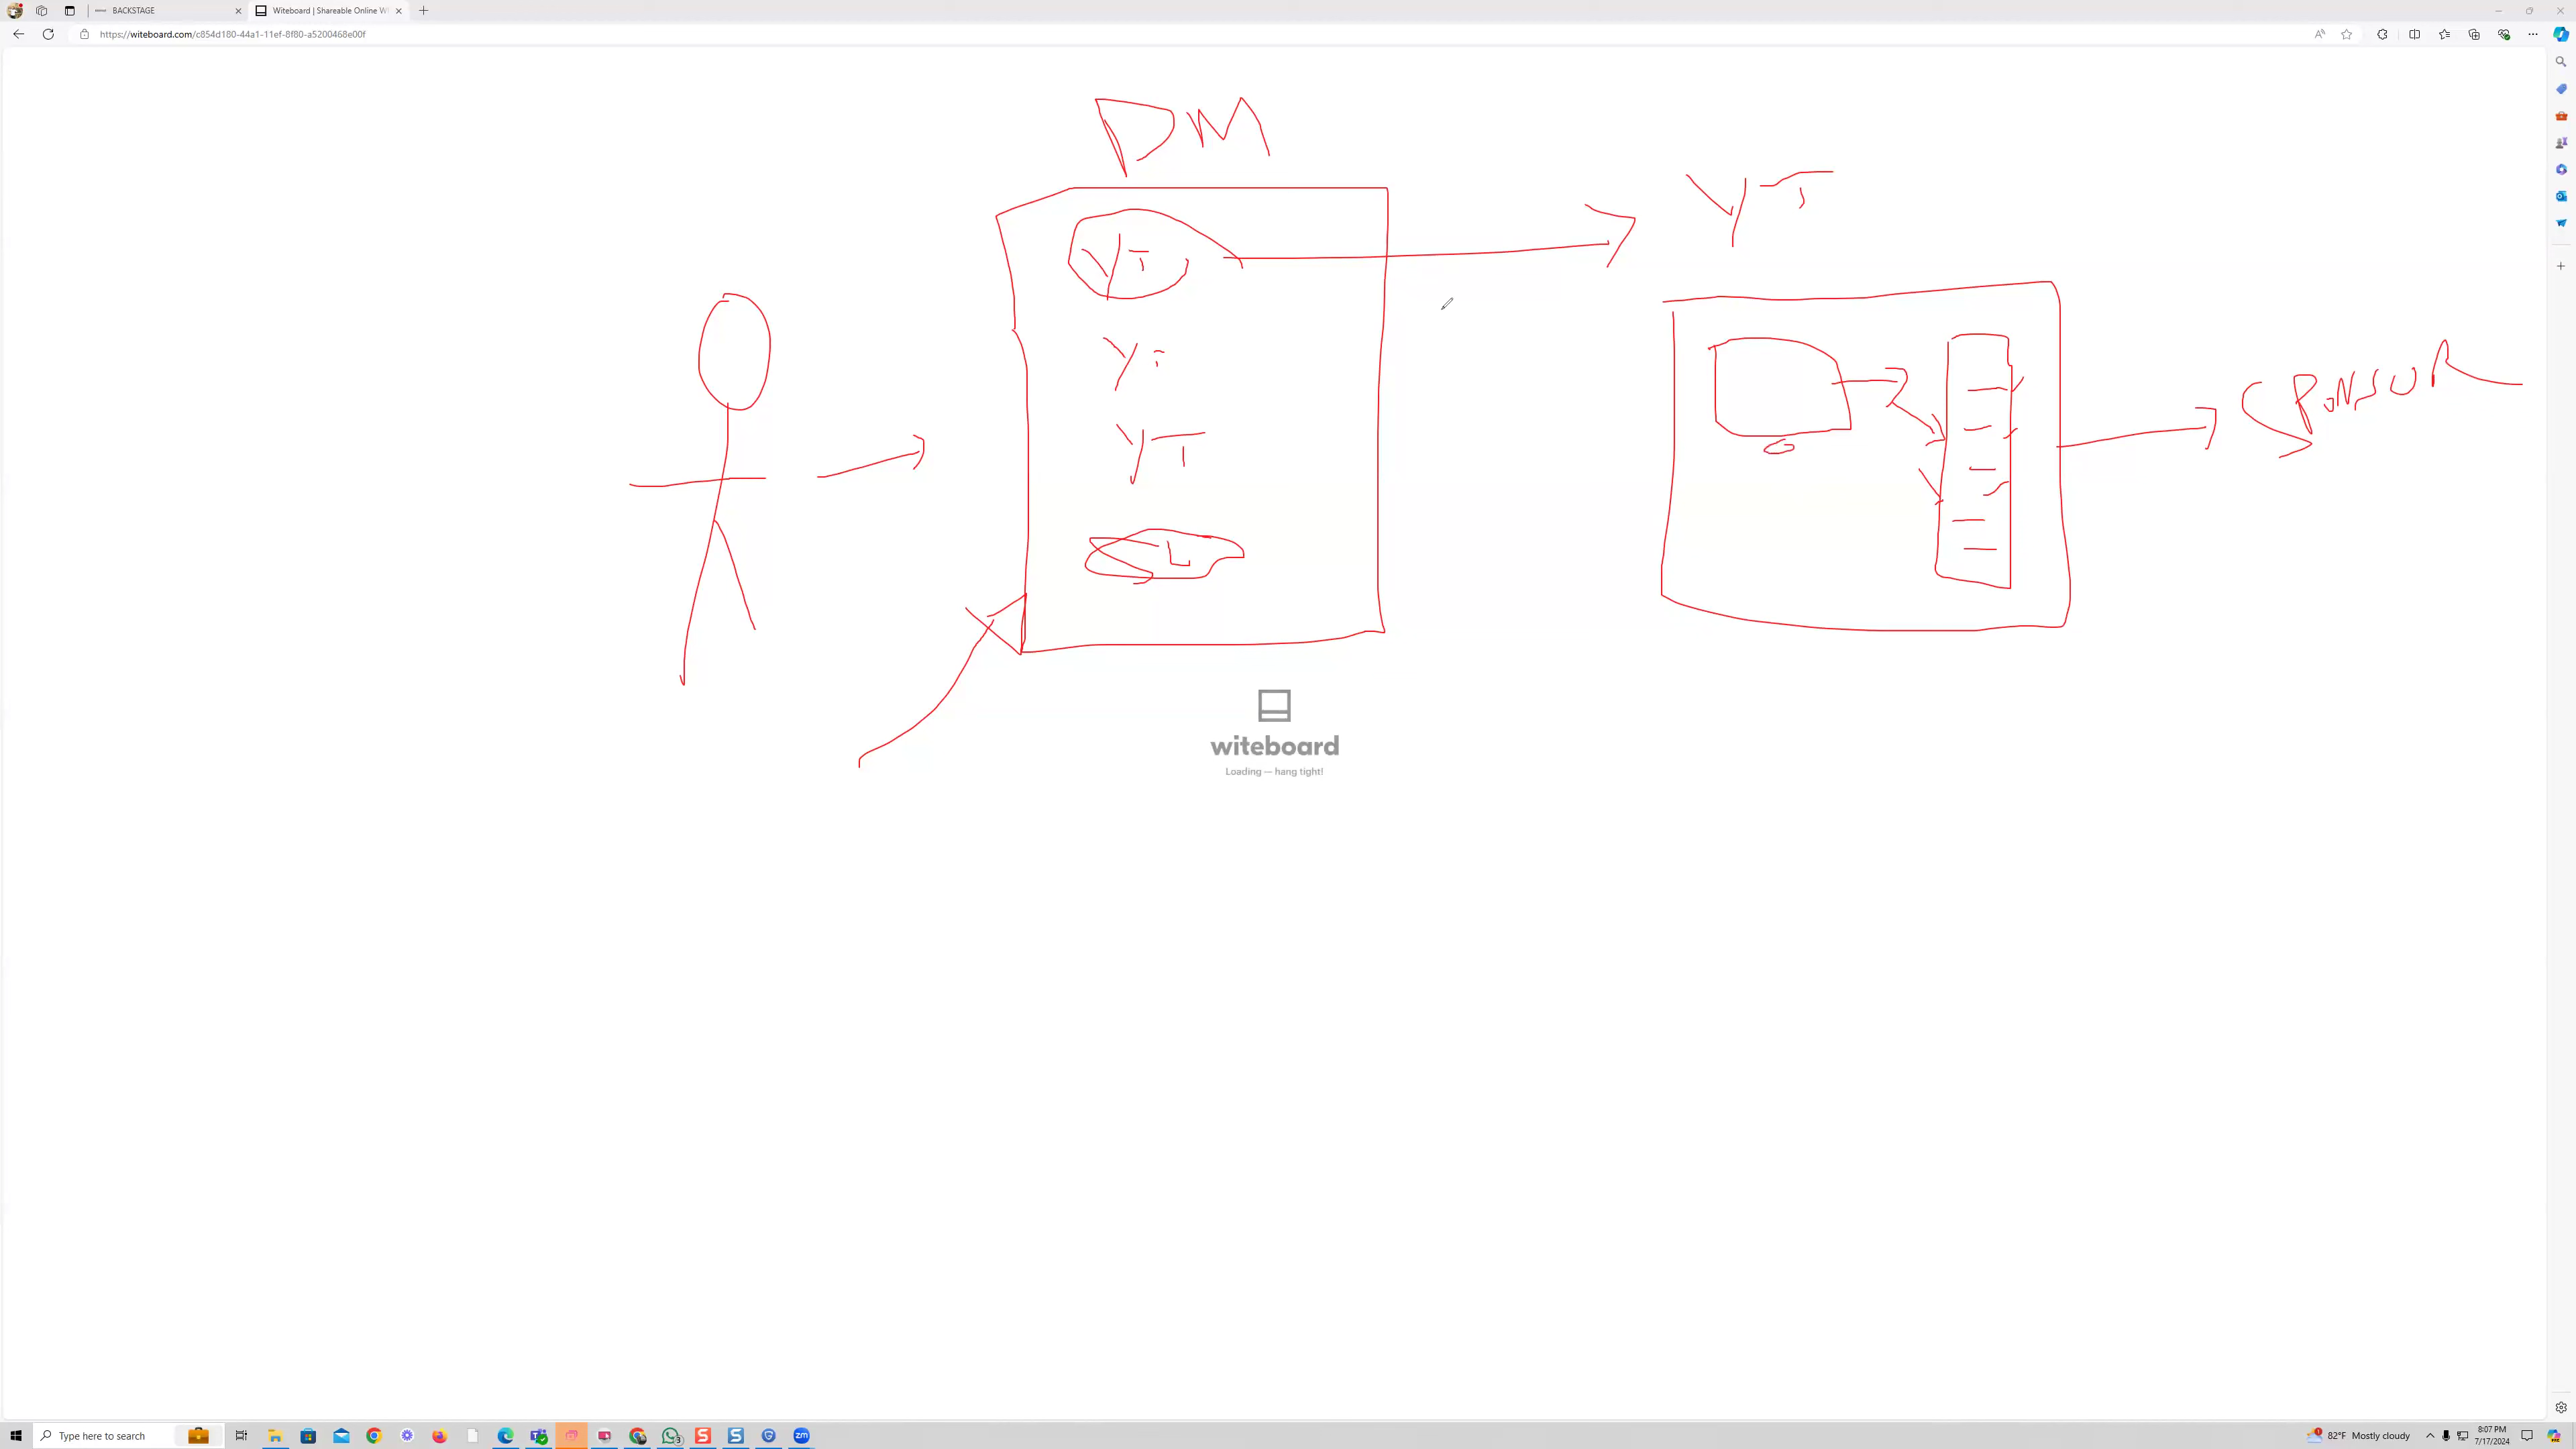 BACKSTAGE
Witeboard | Shareable Online Wh
https://witeboard.com/c854d180-44a1-11ef-8f80-a5200468e00f
DM
YT
YT
YT
YT
SPONSOR
witeboard
Loading — hang tight!
Type here to search
82°F Mostly cloudy
8:07 PM
7/17/2024